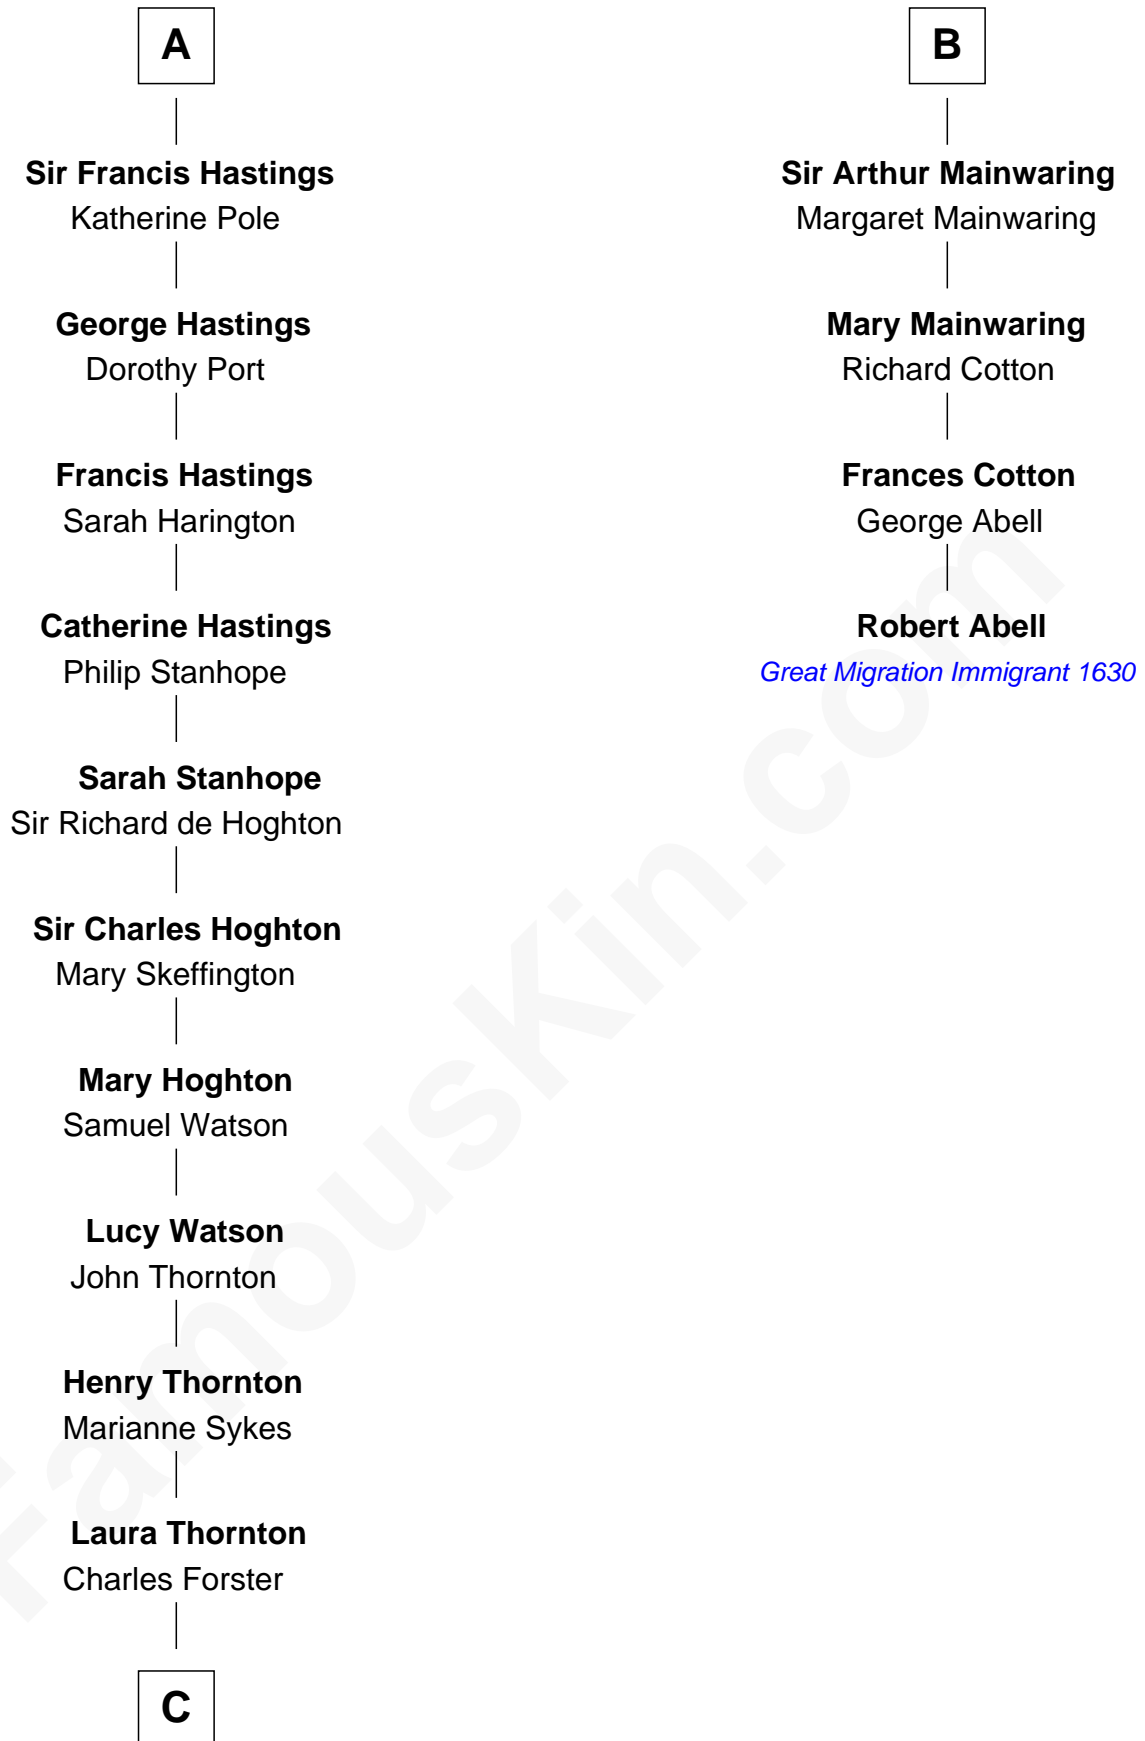 A
Sir Francis Hastings
Katherine Pole
George Hastings
Dorothy Port
Francis Hastings
Sarah Harington
Catherine Hastings
Philip Stanhope
Sarah Stanhope
Sir Richard de Hoghton
Sir Charles Hoghton
Mary Skeffington
Mary Hoghton
Samuel Watson
Lucy Watson
John Thornton
Henry Thornton
Marianne Sykes
Laura Thornton
Charles Forster
C
B
Sir Arthur Mainwaring
Margaret Mainwaring
Mary Mainwaring
Richard Cotton
Frances Cotton
George Abell
Robert Abell
Great Migration Immigrant 1630
FamousKin.com